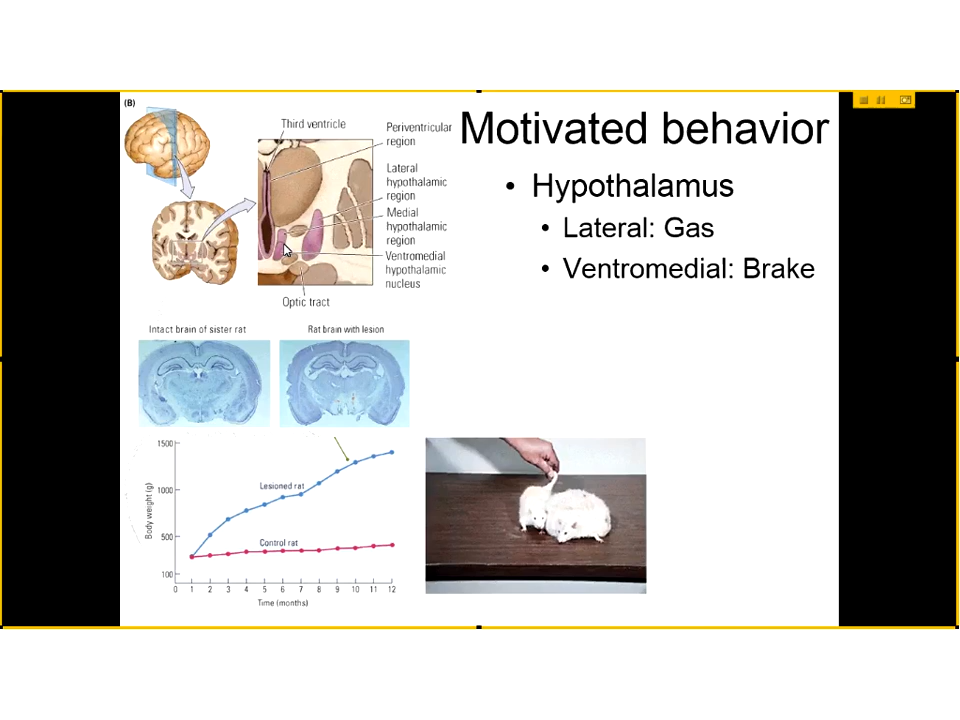 (B)
Third ventricle
Periventricular
region
Lateral
hypothalamic
region
Medial
hypothalamic
region
Ventromedial
hypothalamic
nucleus
Optic tract
Motivated behavior
• Hypothalamus
• Lateral: Gas
• Ventromedial: Brake
Intact brain of sister rat
Rat brain with lesion
Body weight (g)
1500
1000
500
100
Lesioned rat
Control rat
0 1 2 3 4 5 6 7 8 9 10 11 12
Time (months)